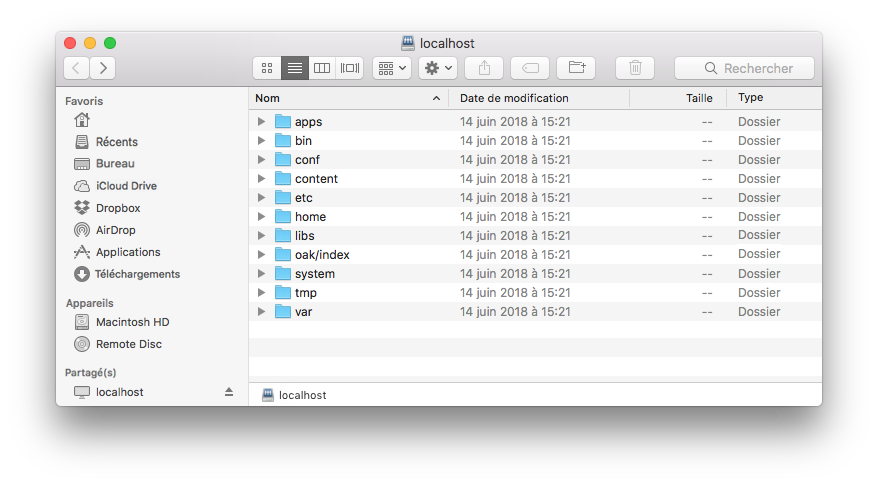 localhost
Rechercher
Favoris
Récents
Bureau
iCloud Drive
Dropbox
AirDrop
Applications
Téléchargements
Appareils
Macintosh HD
Remote Disc
Partagé(s)
localhost
Nom Date de modification Taille Type
apps 14 juin 2018 à 15:21 -- Dossier
bin 14 juin 2018 à 15:21 -- Dossier
conf 14 juin 2018 à 15:21 -- Dossier
content 14 juin 2018 à 15:21 -- Dossier
etc 14 juin 2018 à 15:21 -- Dossier
home 14 juin 2018 à 15:21 -- Dossier
libs 14 juin 2018 à 15:21 -- Dossier
oak/index 14 juin 2018 à 15:21 -- Dossier
system 14 juin 2018 à 15:21 -- Dossier
tmp 14 juin 2018 à 15:21 -- Dossier
var 14 juin 2018 à 15:21 -- Dossier
localhost